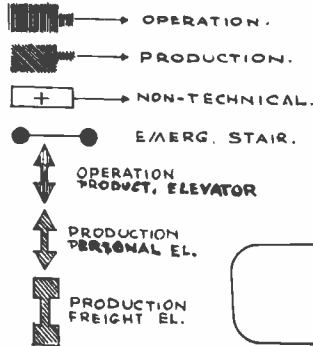 OPERATION.
PRODUCTION.
NON-TECHNICAL.
EMERG. STAIR.
OPERATION
PRODUCT. ELEVATOR
PRODUCTION
PERSONAL EL.
PRODUCTION
FREIGHT EL.